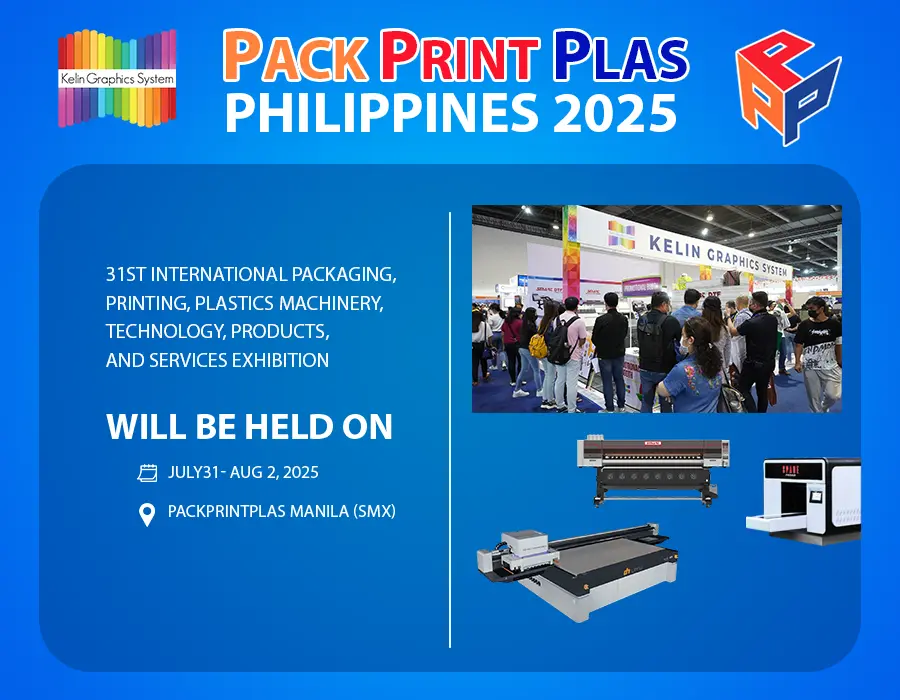 Kelin Graphics System
PACK PRINT PLAS
PHILIPPINES 2025
PPP
31ST INTERNATIONAL PACKAGING,
PRINTING, PLASTICS MACHINERY,
TECHNOLOGY, PRODUCTS,
AND SERVICES EXHIBITION
WILL BE HELD ON
JULY31- AUG 2, 2025
PACKPRINTPLAS MANILA (SMX)
KELIN GRAPHICS SYSTEM